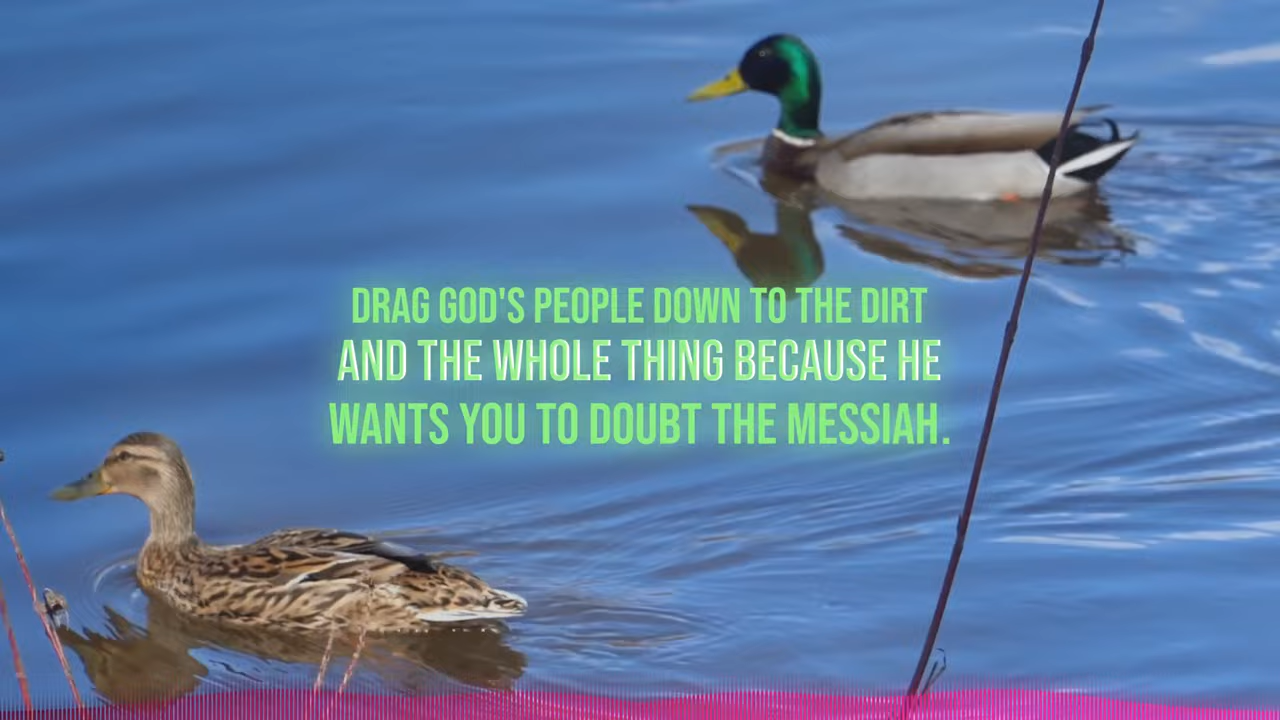 DRAG GOD'S PEOPLE DOWN TO THE DIRT
AND THE WHOLE THING BECAUSE HE
WANTS YOU TO DOUBT THE MESSIAH.